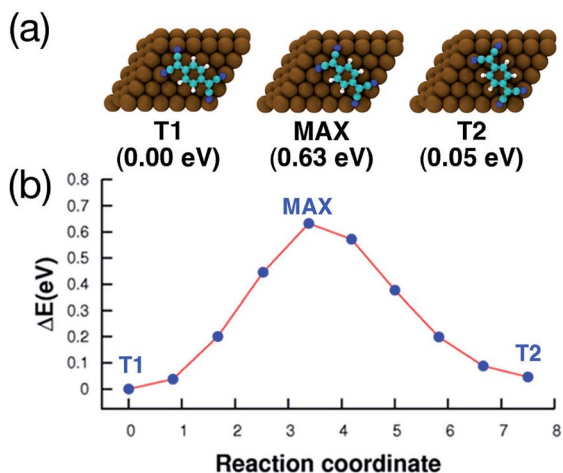 (a)
T1 MAX T2
(0.00 eV) (0.63 eV) (0.05 eV)
(b)
0.8
0.7
0.6
0.5
0.4
0.3
0.2
0.1
0
ΔE(eV)
T1
MAX
T2
0 1 2 3 4 5 6 7 8
Reaction coordinate